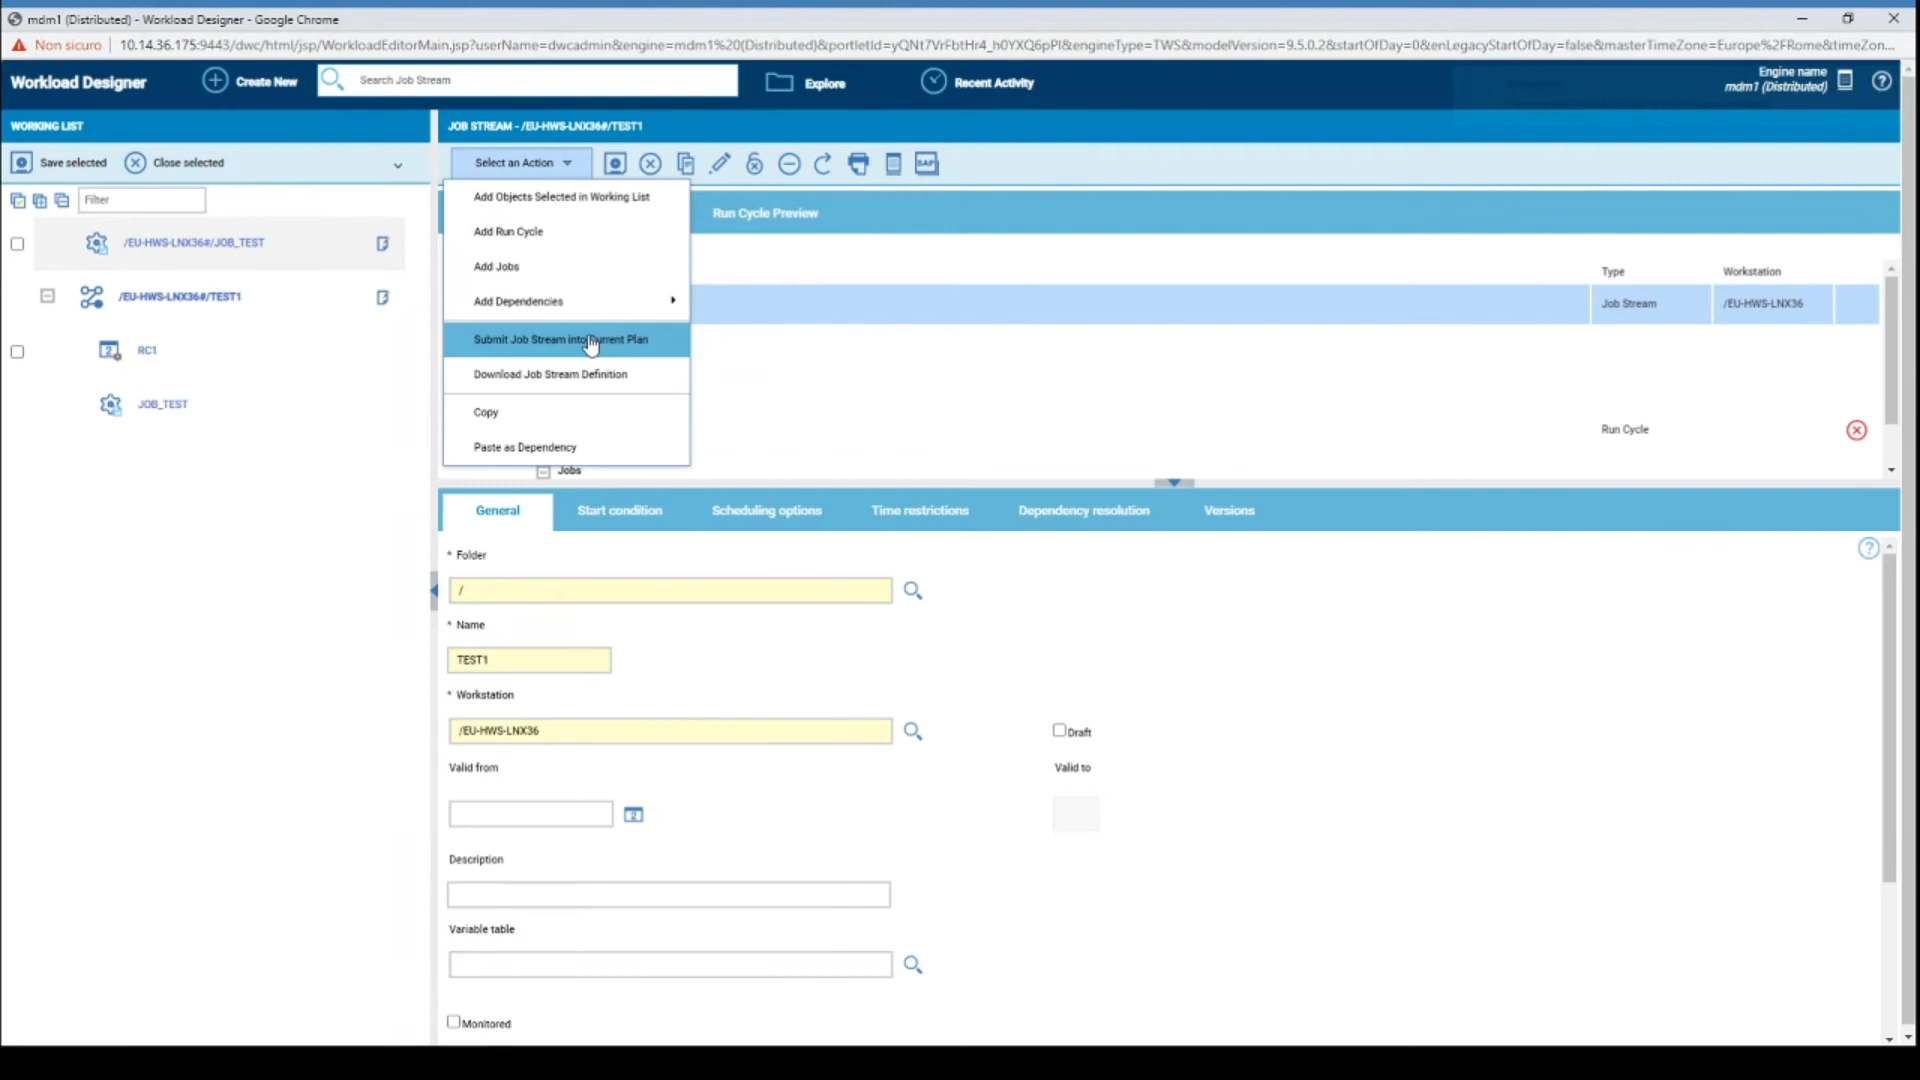 mdm1 (Distributed) - Workload Designer - Google Chrome
Non sicuro | 10.14.36.175:9443/dwc/html/jsp/WorkloadEditorMain.jsp?userName=dwcadmin&engine=mdm1%20(Distributed)&portletId=yQNt7VrFbtHr4_h0YXQ6pPI&engineType=TWS&modelVersion=9.5.0.2&startOfDay=0&enLegacyStartOfDay=false&masterTimeZone=Europe%2FRome&timeZon...
Workload Designer
Create New
Search Job Stream
Explore
Recent Activity
Engine name
mdm1 (Distributed)
WORKING LIST
JOB STREAM - /EU-HWS-LNX36#/TEST1
Save selected
Close selected
Select an Action
SAP
Filter
Add Objects Selected in Working List
Run Cycle Preview
/EU-HWS-LNX36#/JOB_TEST
Add Run Cycle
Add Jobs
Type
Workstation
/EU-HWS-LNX36#/TEST1
Add Dependencies
Job Stream
/EU-HWS-LNX36
RC1
Submit Job Stream into Current Plan
Download Job Stream Definition
JOB_TEST
Copy
Run Cycle
Paste as Dependency
Jobs
General
Start condition
Scheduling options
Time restrictions
Dependency resolution
Versions
* Folder
/
* Name
TEST1
* Workstation
/EU-HWS-LNX36
Draft
Valid from
Valid to
Description
Variable table
Monitored